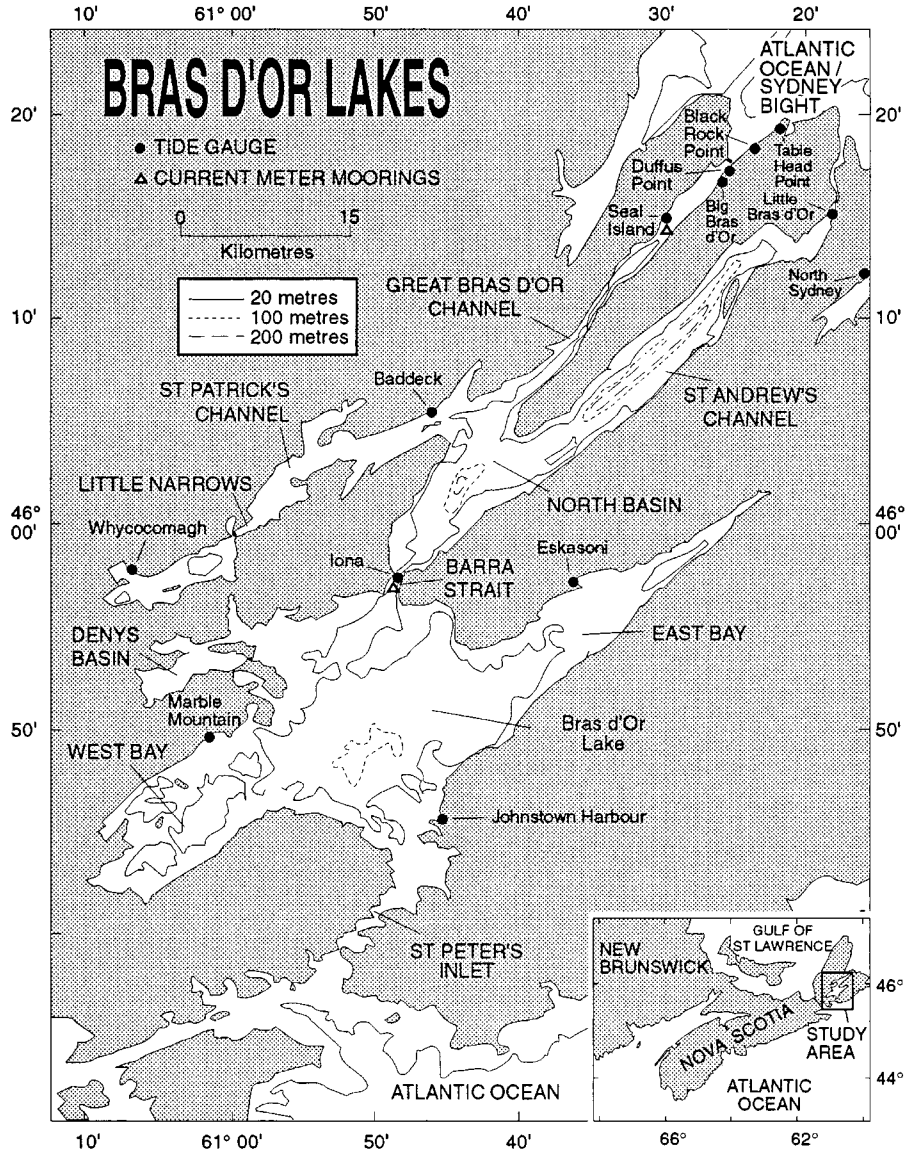 10'
61° 00'
50'
40'
30'
20'
BRAS D'OR LAKES
TIDE GAUGE
CURRENT METER MOORINGS
0
15
Kilometres
20 metres
100 metres
200 metres
ATLANTIC
OCEAN /
SYDNEY
BIGHT
20'
20'
Black
Rock
Point
Table
Head
Point
Duffus
Point
Big
Bras
d'Or
Little
Bras d'Or
Seal
Island
North
Sydney
GREAT BRAS D'OR
CHANNEL
10'
10'
Baddeck
ST PATRICK'S
CHANNEL
ST ANDREW'S
CHANNEL
LITTLE NARROWS
NORTH BASIN
46°
00'
46°
00'
Whycocomagh
Iona
BARRA
STRAIT
Eskasoni
DENYS
BASIN
EAST BAY
Marble
Mountain
50'
50'
WEST BAY
Bras d'Or
Lake
Johnstown Harbour
ST PETER'S
INLET
ATLANTIC OCEAN
GULF OF
ST LAWRENCE
NEW
BRUNSWICK
46°
NOVA SCOTIA
STUDY
AREA
44°
ATLANTIC
OCEAN
10'
61° 00'
50'
40'
66°
62°